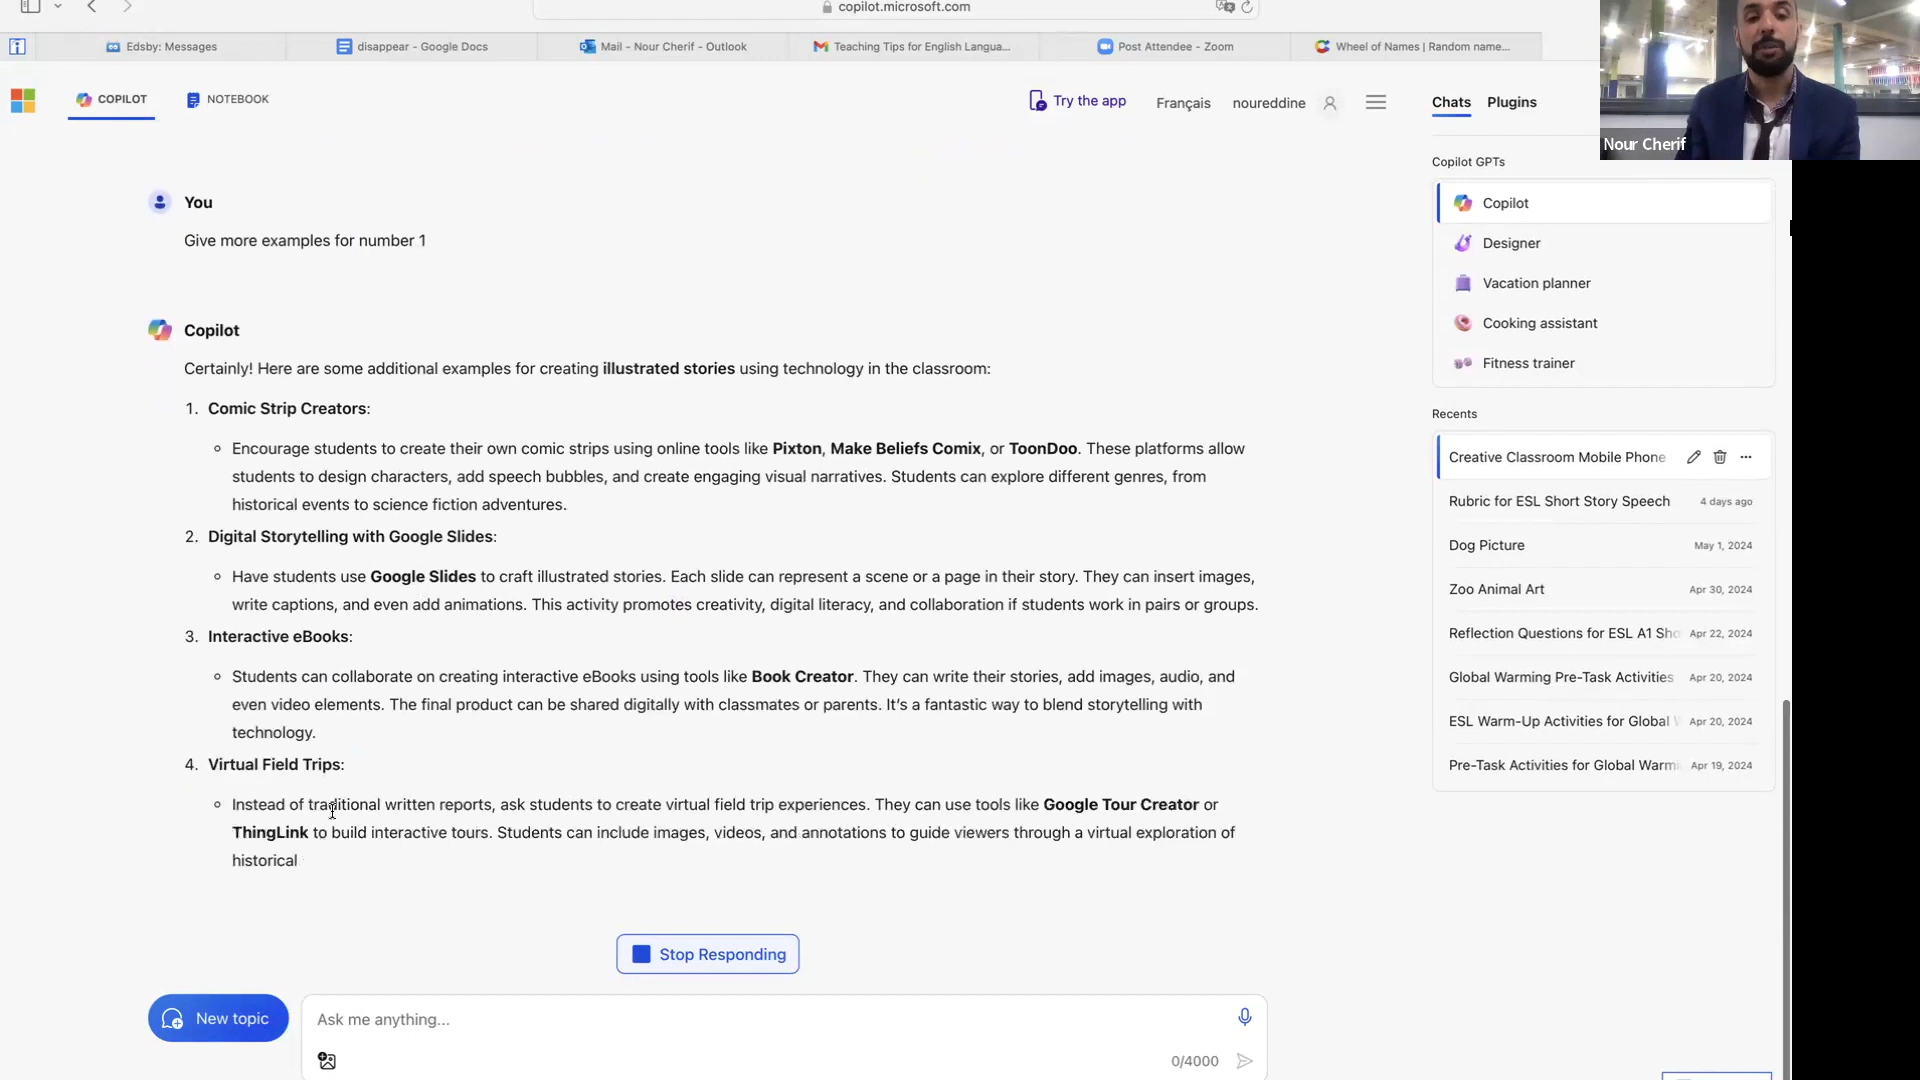 copilot.microsoft.com
Edsby: Messages
disappear - Google Docs
Mail - Nour Cherif - Outlook
Teaching Tips for English Langua...
Post Attendee - Zoom
Wheel of Names | Random name...
COPILOT
NOTEBOOK
Try the app
Français
noureddine
Chats
Plugins
Nour Cherif
You
Give more examples for number 1
Copilot
Certainly! Here are some additional examples for creating illustrated stories using technology in the classroom:
1. Comic Strip Creators:
Encourage students to create their own comic strips using online tools like Pixton, Make Beliefs Comix, or ToonDoo. These platforms allow
students to design characters, add speech bubbles, and create engaging visual narratives. Students can explore different genres, from
historical events to science fiction adventures.
2. Digital Storytelling with Google Slides:
Have students use Google Slides to craft illustrated stories. Each slide can represent a scene or a page in their story. They can insert images,
write captions, and even add animations. This activity promotes creativity, digital literacy, and collaboration if students work in pairs or groups.
3. Interactive eBooks:
Students can collaborate on creating interactive eBooks using tools like Book Creator. They can write their stories, add images, audio, and
even video elements. The final product can be shared digitally with classmates or parents. It's a fantastic way to blend storytelling with
technology.
4. Virtual Field Trips:
Instead of traditional written reports, ask students to create virtual field trip experiences. They can use tools like Google Tour Creator or
ThingLink to build interactive tours. Students can include images, videos, and annotations to guide viewers through a virtual exploration of
historical
Stop Responding
New topic
Ask me anything...
0/4000
Copilot GPTs
Copilot
Designer
Vacation planner
Cooking assistant
Fitness trainer
Recents
Creative Classroom Mobile Phone
Rubric for ESL Short Story Speech 4 days ago
Dog Picture May 1, 2024
Zoo Animal Art Apr 30, 2024
Reflection Questions for ESL A1 Sho Apr 22, 2024
Global Warming Pre-Task Activities Apr 20, 2024
ESL Warm-Up Activities for Global Apr 20, 2024
Pre-Task Activities for Global Warmi Apr 19, 2024